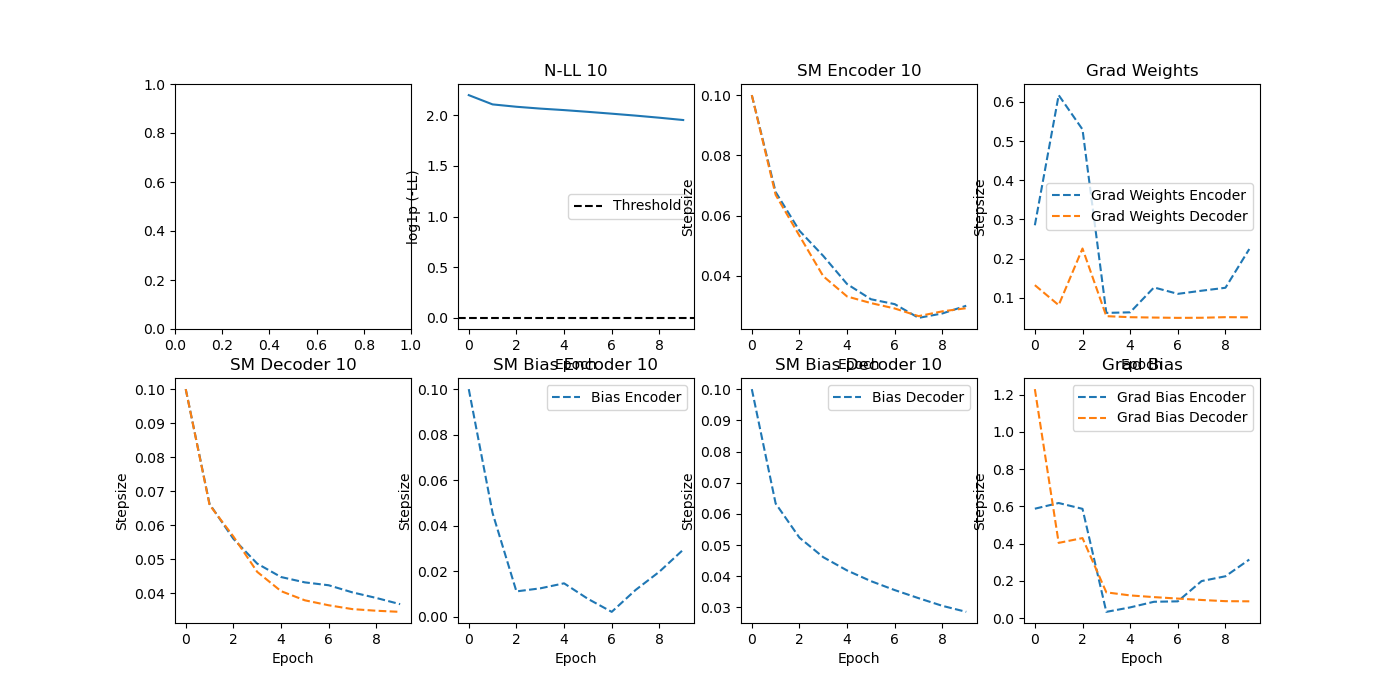 N-LL 10
SM Encoder 10
Grad Weights
1.0
0.8
0.6
0.4
0.2
0.0
0.0 0.2 0.4 0.6 0.8 1.0
log1p (-LL)
2.0
1.5
1.0
0.5
0.0
Threshold
0 2 4 6 8
Epoch
Stepsize
0.10
0.08
0.06
0.04
0 2 4 6 8
Epoch
Stepsize
0.6
0.5
0.4
0.3
0.2
0.1
Grad Weights Encoder
Grad Weights Decoder
0 2 4 6 8
Epoch
SM Decoder 10
SM Bias Encoder 10
SM Bias Decoder 10
Grad Bias
Stepsize
0.10
0.09
0.08
0.07
0.06
0.05
0.04
0 2 4 6 8
Epoch
Stepsize
0.10
0.08
0.06
0.04
0.02
0.00
Bias Encoder
0 2 4 6 8
Epoch
Stepsize
0.10
0.09
0.08
0.07
0.06
0.05
0.04
0.03
Bias Decoder
0 2 4 6 8
Epoch
Stepsize
1.2
1.0
0.8
0.6
0.4
0.2
0.0
Grad Bias Encoder
Grad Bias Decoder
0 2 4 6 8
Epoch